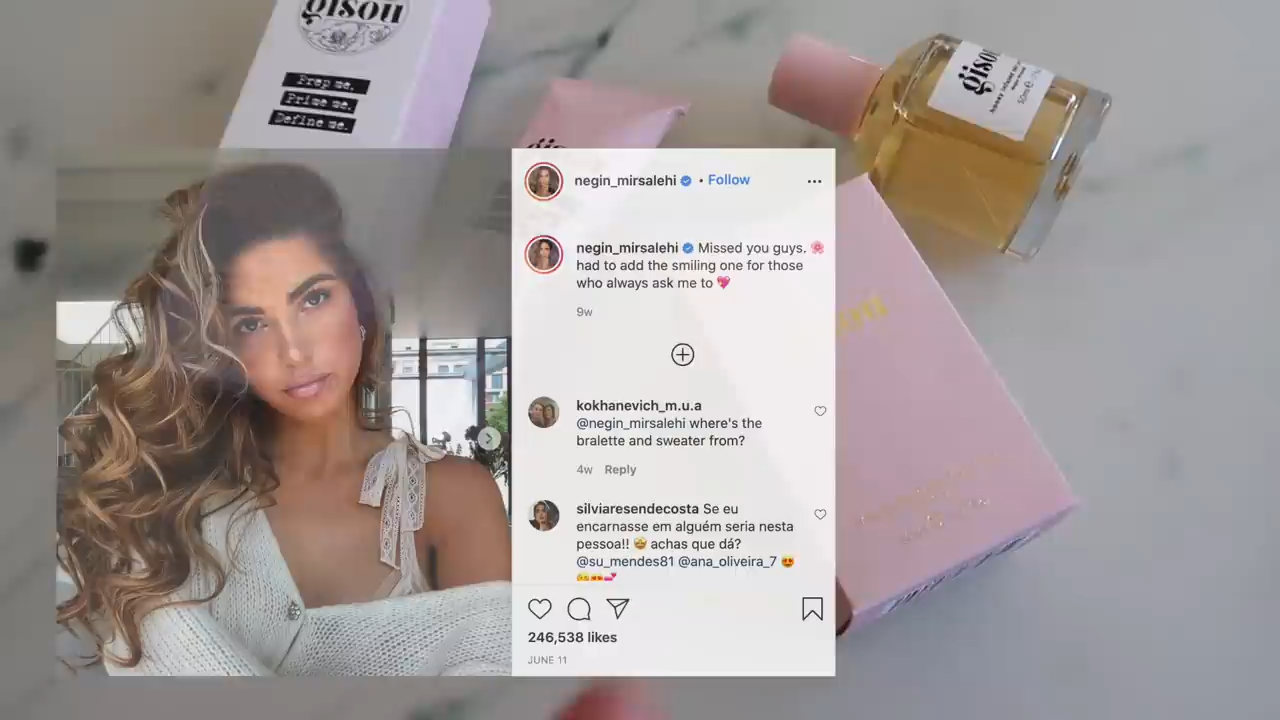 gisou
Prep me.
Prime me.
Define me.
gisou
negin_mirsalehi • Follow
negin_mirsalehi Missed you guys. 🌸
had to add the smiling one for those
who always ask me to 💖
9w
kokhanevich_m.u.a
@negin_mirsalehi where's the
bralette and sweater from?
4w Reply
silviaresendecosta Se eu
encarnasse em alguém seria nesta
pessoa!! 🤩 achas que dá?
@su_mendes81 @ana_oliveira_7 😍
246,538 likes
JUNE 11